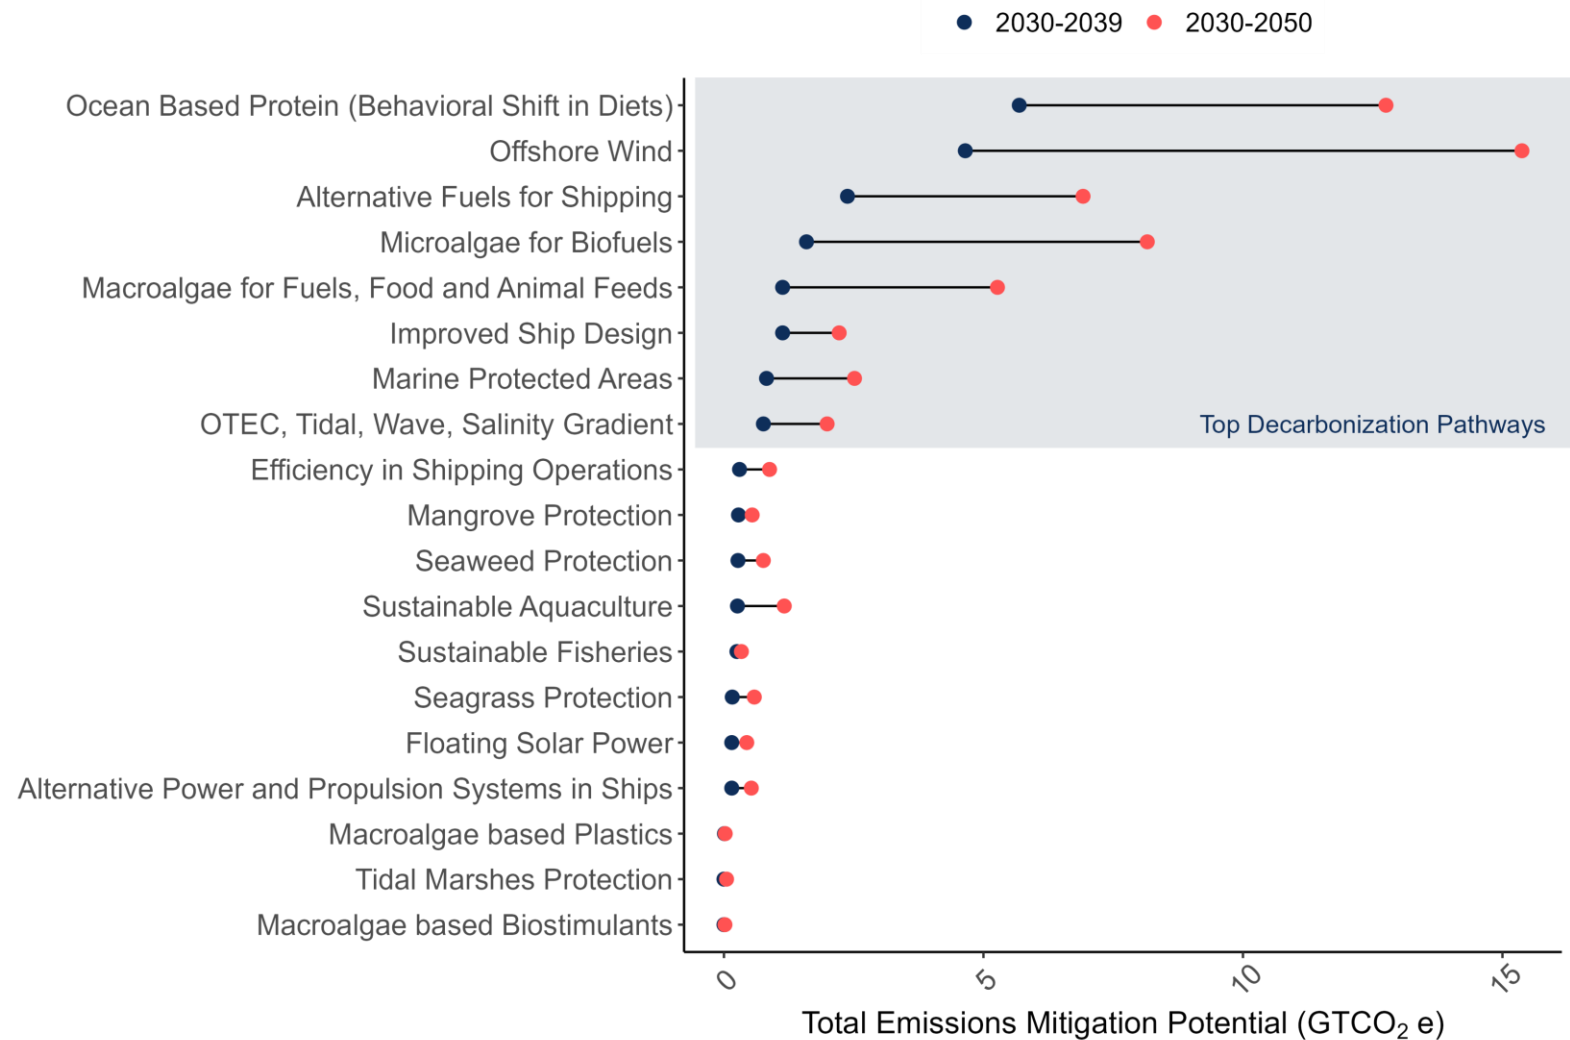 2030-2039 2030-2050
Ocean Based Protein (Behavioral Shift in Diets)
Offshore Wind
Alternative Fuels for Shipping
Microalgae for Biofuels
Macroalgae for Fuels, Food and Animal Feeds
Improved Ship Design
Marine Protected Areas
OTEC, Tidal, Wave, Salinity Gradient
Top Decarbonization Pathways
Efficiency in Shipping Operations
Mangrove Protection
Seaweed Protection
Sustainable Aquaculture
Sustainable Fisheries
Seagrass Protection
Floating Solar Power
Alternative Power and Propulsion Systems in Ships
Macroalgae based Plastics
Tidal Marshes Protection
Macroalgae based Biostimulants
0 5 10 15
Total Emissions Mitigation Potential (GTCO₂ e)